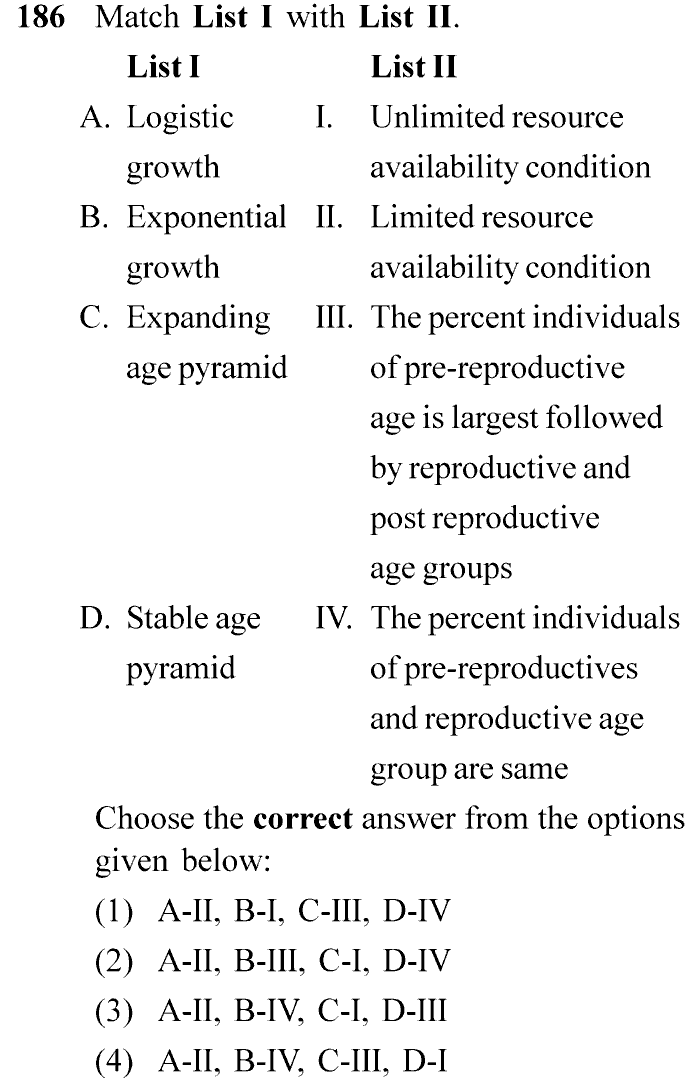 186 Match List I with List II.
List I List II
A. Logistic I. Unlimited resource
growth availability condition
B. Exponential II. Limited resource
growth availability condition
C. Expanding III. The percent individuals
age pyramid of pre-reproductive
age is largest followed
by reproductive and
post reproductive
age groups
D. Stable age IV. The percent individuals
pyramid of pre-reproductives
and reproductive age
group are same
Choose the correct answer from the options
given below:
(1) A-II, B-I, C-III, D-IV
(2) A-II, B-III, C-I, D-IV
(3) A-II, B-IV, C-I, D-III
(4) A-II, B-IV, C-III, D-I